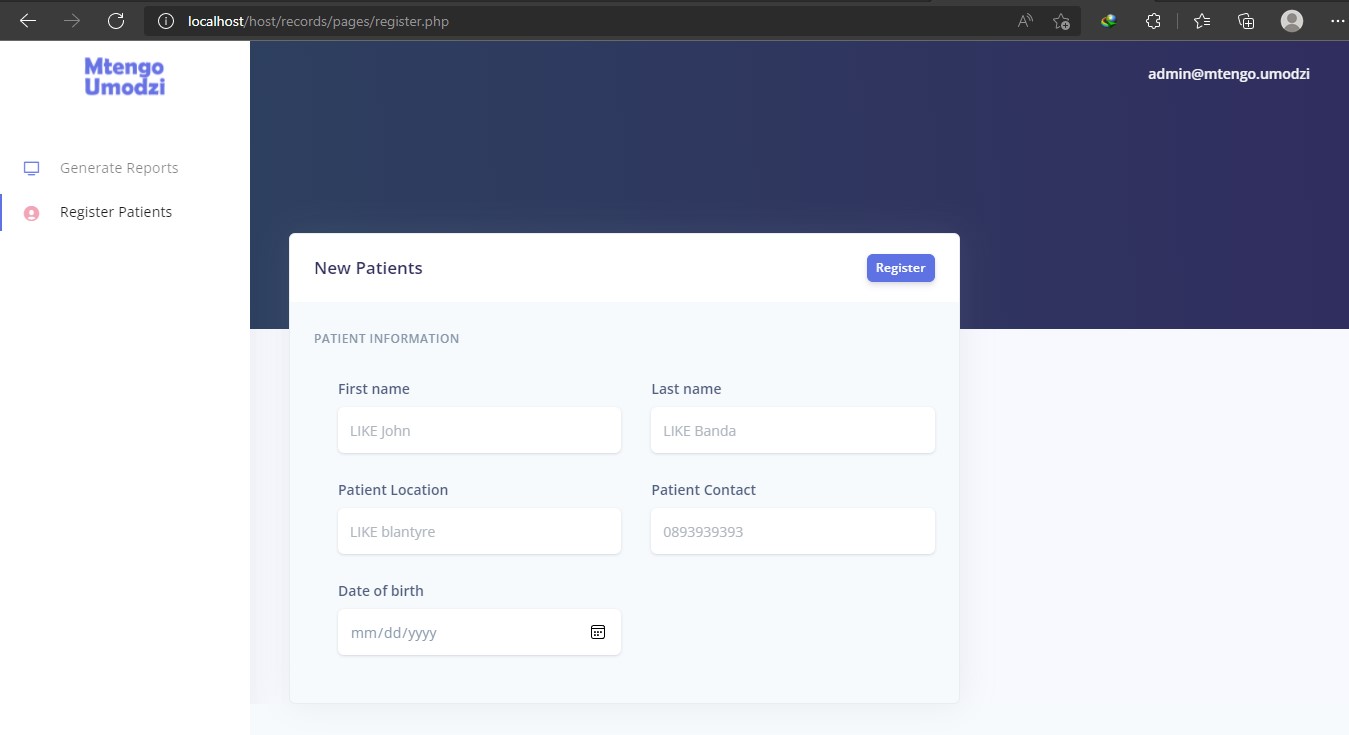 localhost/host/records/pages/register.php
Mtengo
Umodzi
admin@mtengo.umodzi
Generate Reports
Register Patients
New Patients
Register
PATIENT INFORMATION
First name
Last name
LIKE John
LIKE Banda
Patient Location
Patient Contact
LIKE blantyre
0893939393
Date of birth
mm/dd/yyyy